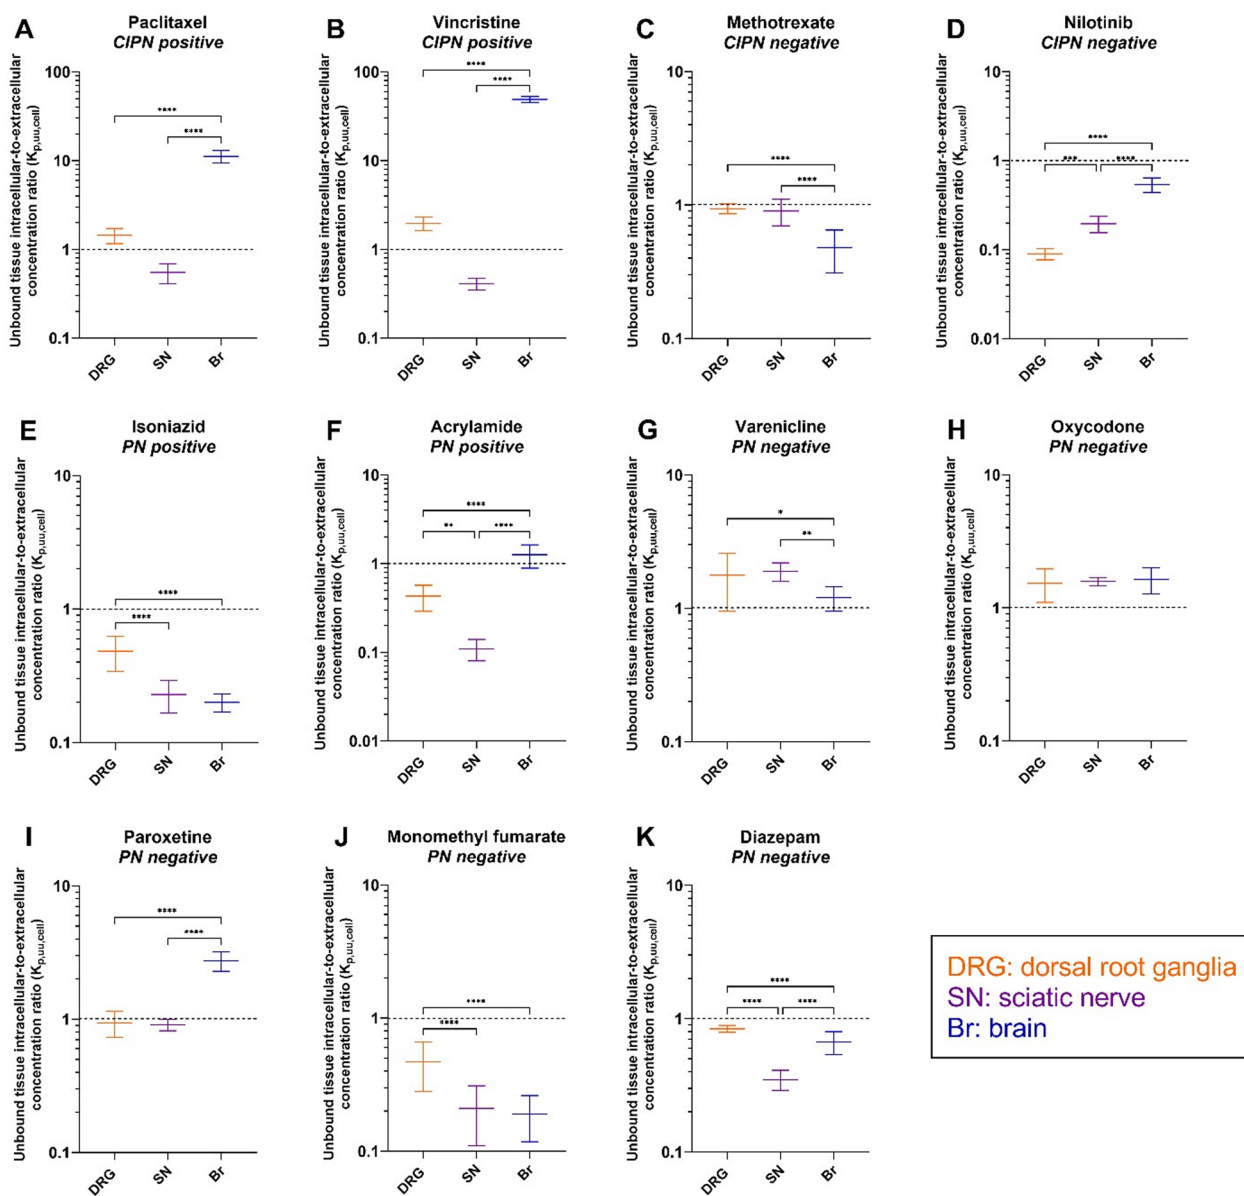 A
Paclitaxel
CIPN positive
Unbound tissue intracellular-to-extracellular
concentration ratio (Kp,uu,cell)
100
10
1
0.1
****
****
DRG
SN
Br
B
Vincristine
CIPN positive
Unbound tissue intracellular-to-extracellular
concentration ratio (Kp,uu,cell)
100
10
1
0.1
****
****
DRG
SN
Br
C
Methotrexate
CIPN negative
Unbound tissue intracellular-to-extracellular
concentration ratio (Kp,uu,cell)
10
1
0.1
****
****
DRG
SN
Br
D
Nilotinib
CIPN negative
Unbound tissue intracellular-to-extracellular
concentration ratio (Kp,uu,cell)
10
1
0.1
0.01
****
***
****
DRG
SN
Br
E
Isoniazid
PN positive
Unbound tissue intracellular-to-extracellular
concentration ratio (Kp,uu,cell)
10
1
0.1
****
****
DRG
SN
Br
F
Acrylamide
PN positive
Unbound tissue intracellular-to-extracellular
concentration ratio (Kp,uu,cell)
10
1
0.1
0.01
****
**
****
DRG
SN
Br
G
Varenicline
PN negative
Unbound tissue intracellular-to-extracellular
concentration ratio (Kp,uu,cell)
10
1
0.1
*
**
DRG
SN
Br
H
Oxycodone
PN negative
Unbound tissue intracellular-to-extracellular
concentration ratio (Kp,uu,cell)
10
1
0.1
DRG
SN
Br
I
Paroxetine
PN negative
Unbound tissue intracellular-to-extracellular
concentration ratio (Kp,uu,cell)
10
1
0.1
****
****
DRG
SN
Br
J
Monomethyl fumarate
PN negative
Unbound tissue intracellular-to-extracellular
concentration ratio (Kp,uu,cell)
10
1
0.1
****
****
DRG
SN
Br
K
Diazepam
PN negative
Unbound tissue intracellular-to-extracellular
concentration ratio (Kp,uu,cell)
10
1
0.1
****
****
****
DRG
SN
Br
DRG: dorsal root ganglia
SN: sciatic nerve
Br: brain